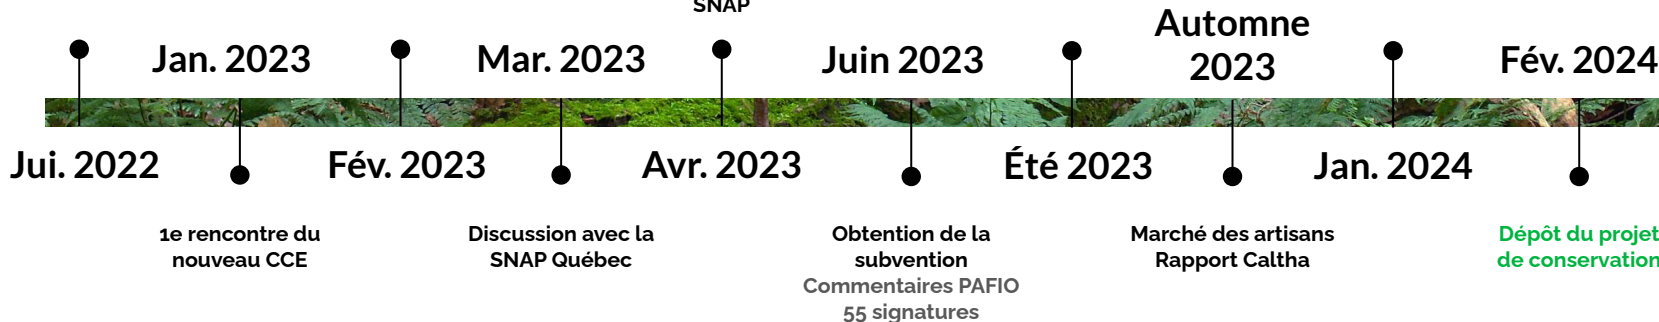 SNAP
Jan. 2023
Mar. 2023
Juin 2023
Automne
2023
Fév. 2024
Jui. 2022
Fév. 2023
Avr. 2023
Été 2023
Jan. 2024
1e rencontre du
nouveau CCE
Discussion avec la
SNAP Québec
Obtention de la
subvention
Commentaires PAFIO
55 signatures
Marché des artisans
Rapport Caltha
Dépôt du projet
de conservation